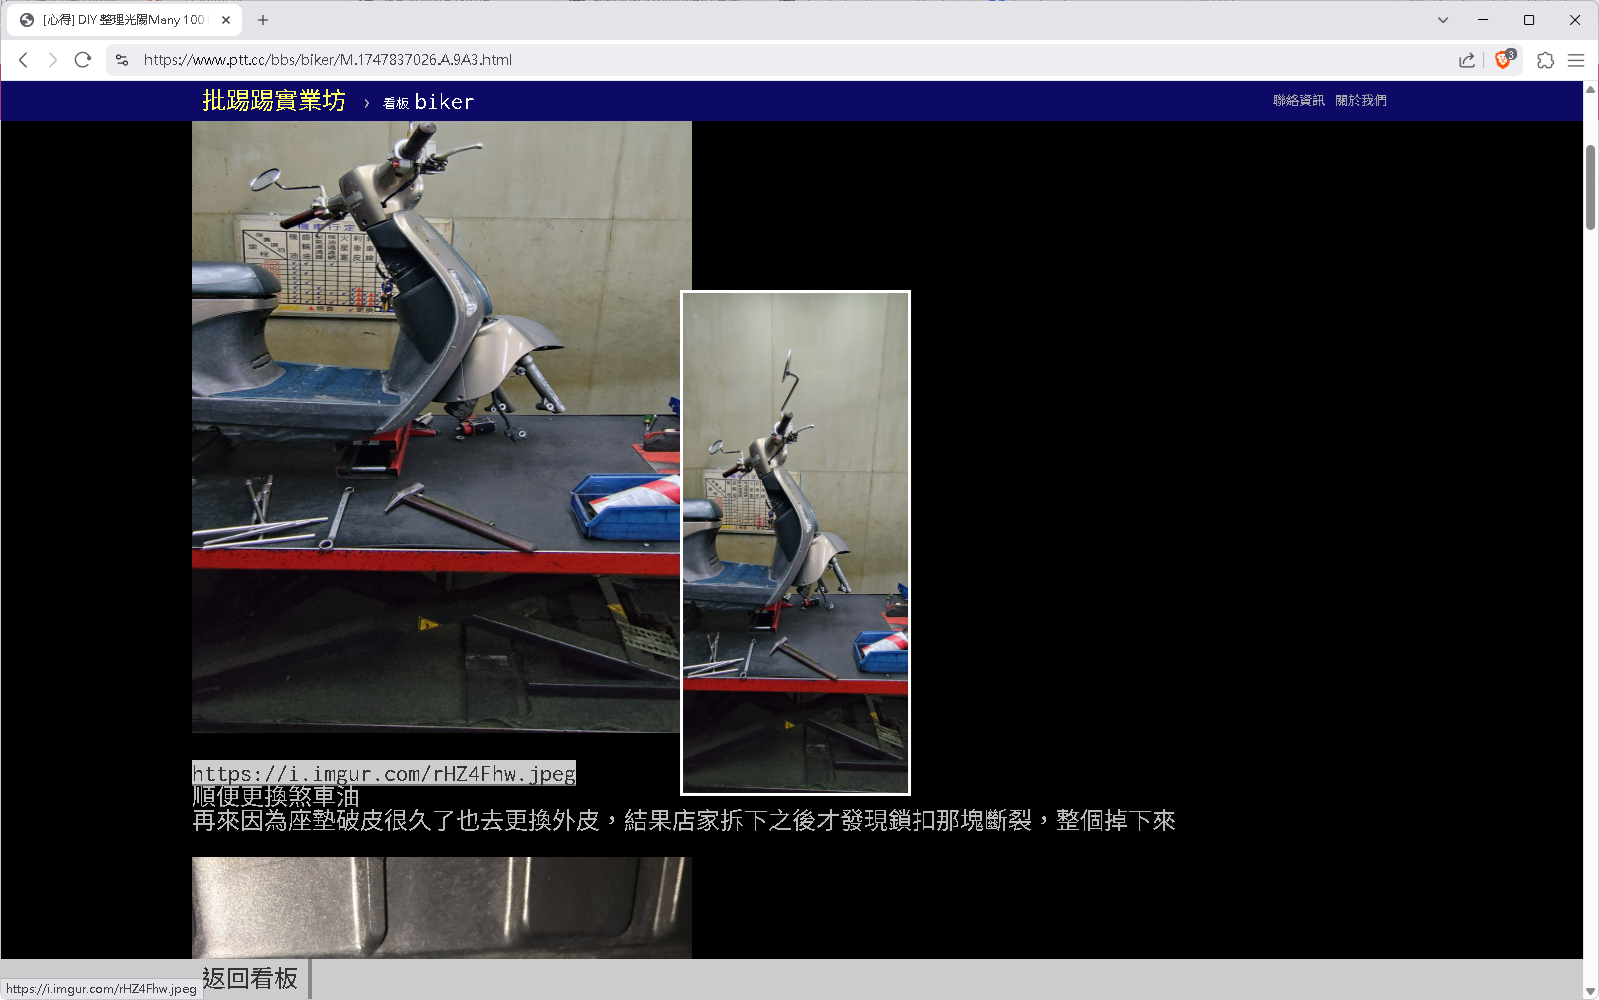 [心得] DIY 整理光陽Many 100
https://www.ptt.cc/bbs/biker/M.1747837026.A.9A3.html
3
批踢踢實業坊 › 看板 biker
聯絡資訊 關於我們
機車行定
https://i.imgur.com/rHZ4Fhw.jpeg
順便更換煞車油
再來因為座墊破皮很久了也去更換外皮，結果店家拆下之後才發現鎖扣那塊斷裂，整個掉下來
返回看板
https://i.imgur.com/rHZ4Fhw.jpeg